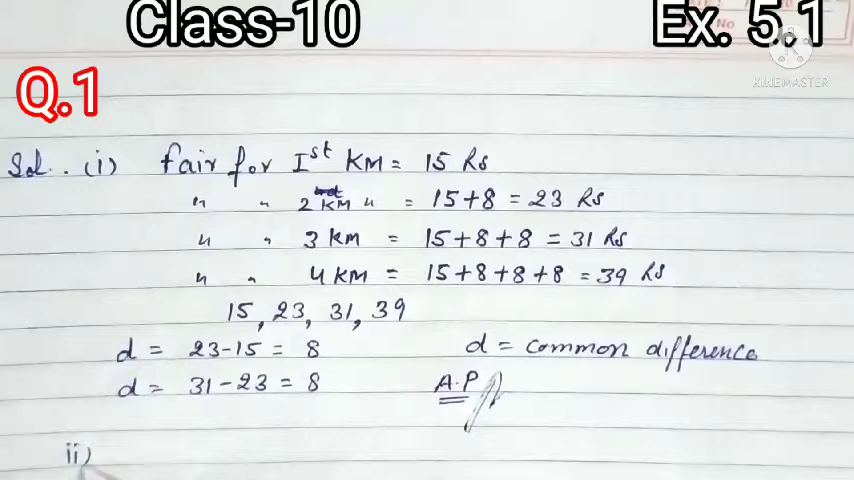 Class-10
Ex. 5.1
No
KINEMASTER
Q.1
Sol. . (i) fair for Ist KM = 15 Rs
" " 2 KM " = 15+8 = 23 Rs
" " 3 km = 15+8+8 = 31 Rs
" " 4 KM = 15+8+8+8 = 39 Rs
15, 23, 31, 39
d = 23-15 = 8 d = common difference
d = 31-23 = 8 A.P
ii)